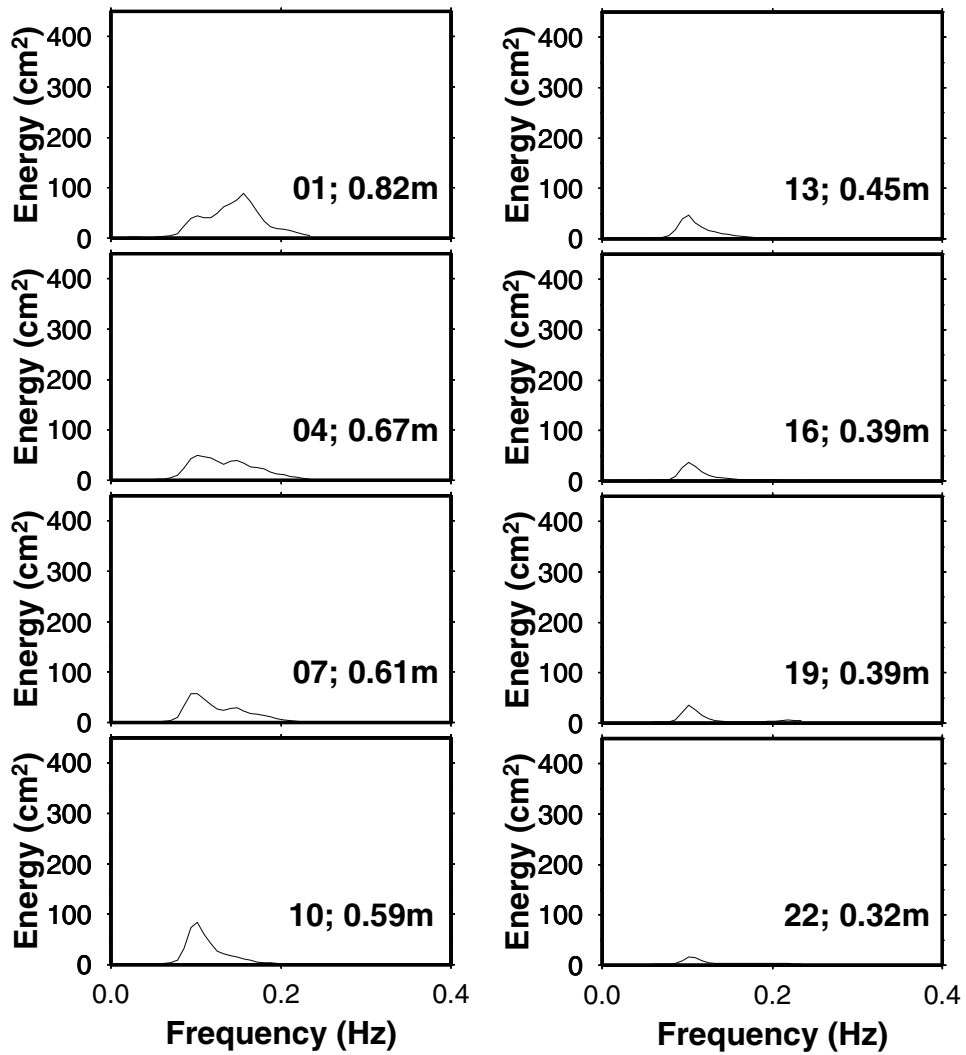 Energy (cm²)
400
300
200
100
0
01; 0.82m
Energy (cm²)
400
300
200
100
0
04; 0.67m
Energy (cm²)
400
300
200
100
0
07; 0.61m
Energy (cm²)
400
300
200
100
0
10; 0.59m
0.0 0.2 0.4
Frequency (Hz)
Energy (cm²)
400
300
200
100
0
13; 0.45m
Energy (cm²)
400
300
200
100
0
16; 0.39m
Energy (cm²)
400
300
200
100
0
19; 0.39m
Energy (cm²)
400
300
200
100
0
22; 0.32m
0.0 0.2 0.4
Frequency (Hz)